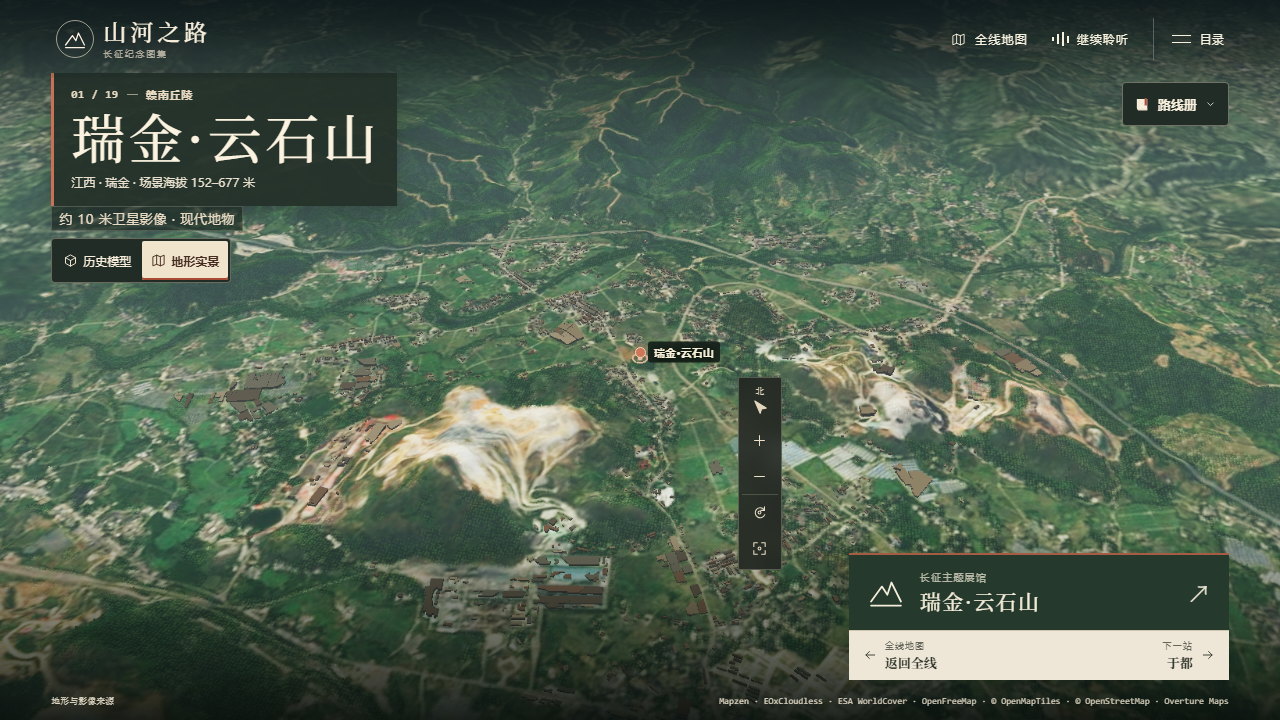 山河之路
长征纪念图集
全线地图
继续聆听
目录
01 / 19 — 赣南丘陵
瑞金·云石山
江西 · 瑞金 · 场景海拔 152–677 米
约 10 米卫星影像 · 现代地物
历史模型
地形实景
路线册
瑞金·云石山
北
长征主题展馆
瑞金·云石山
全线地图
返回全线
下一站
于都
地形与影像来源
Mapzen · EOxCloudless · ESA WorldCover · OpenFreeMap · © OpenMapTiles · © OpenStreetMap · Overture Maps